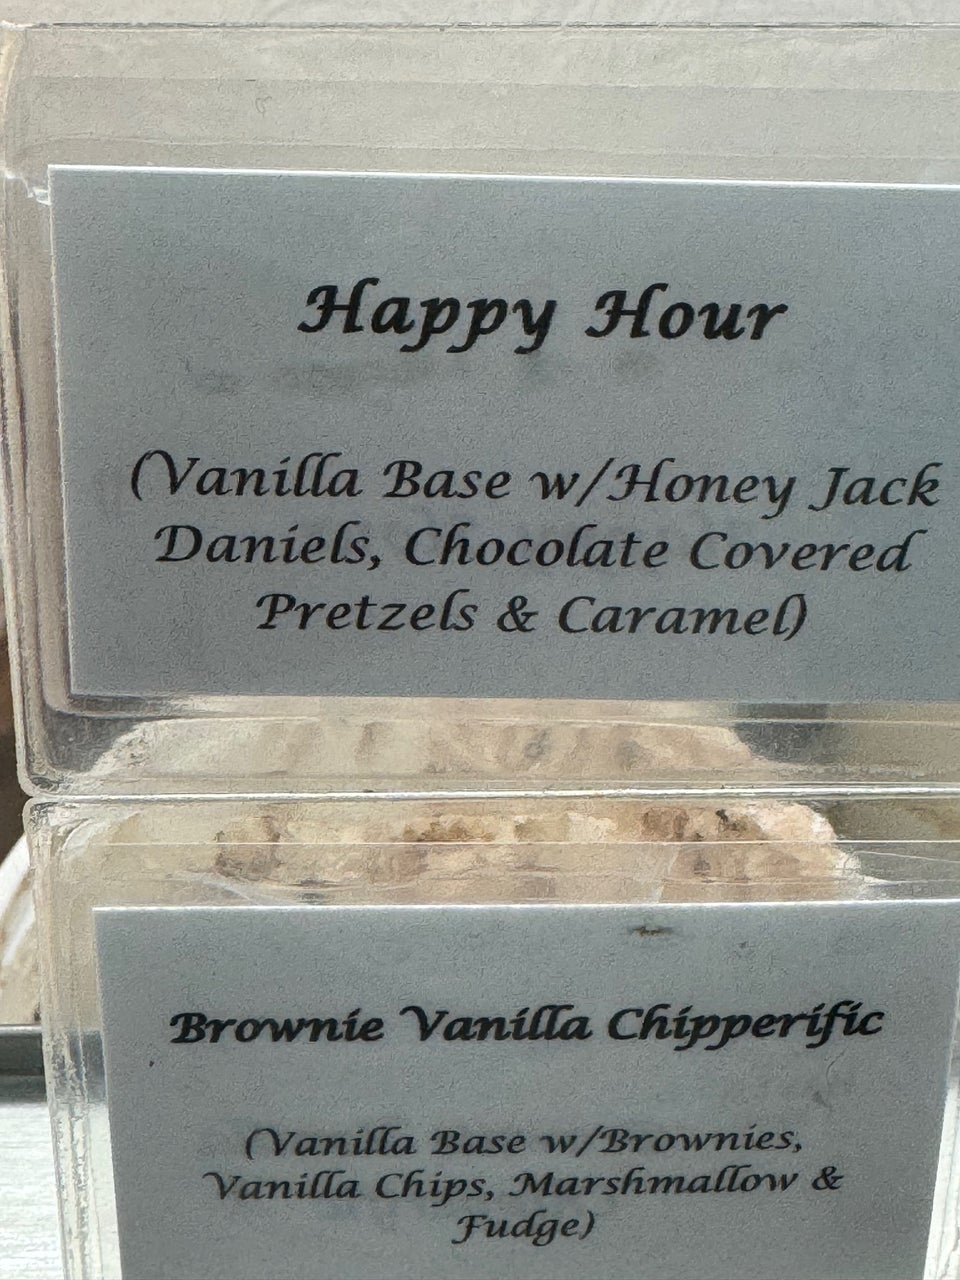 Happy Hour
(Vanilla Base w/Honey Jack
Daniels, Chocolate Covered
Pretzels & Caramel)
Brownie Vanilla Chipperific
(Vanilla Base w/Brownies,
Vanilla Chips, Marshmallow &
Fudge)